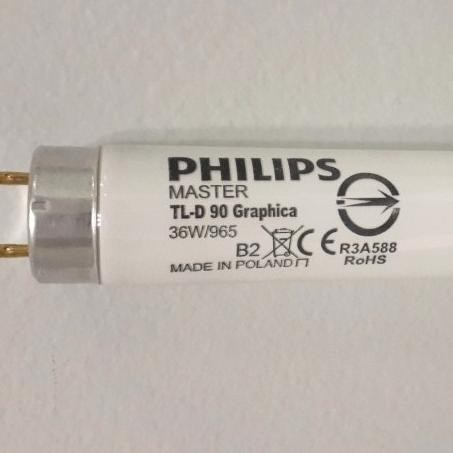 PHILIPS
MASTER
TL-D 90 Graphica
36W/965
B2 CE R3A588
MADE IN POLAND RoHS